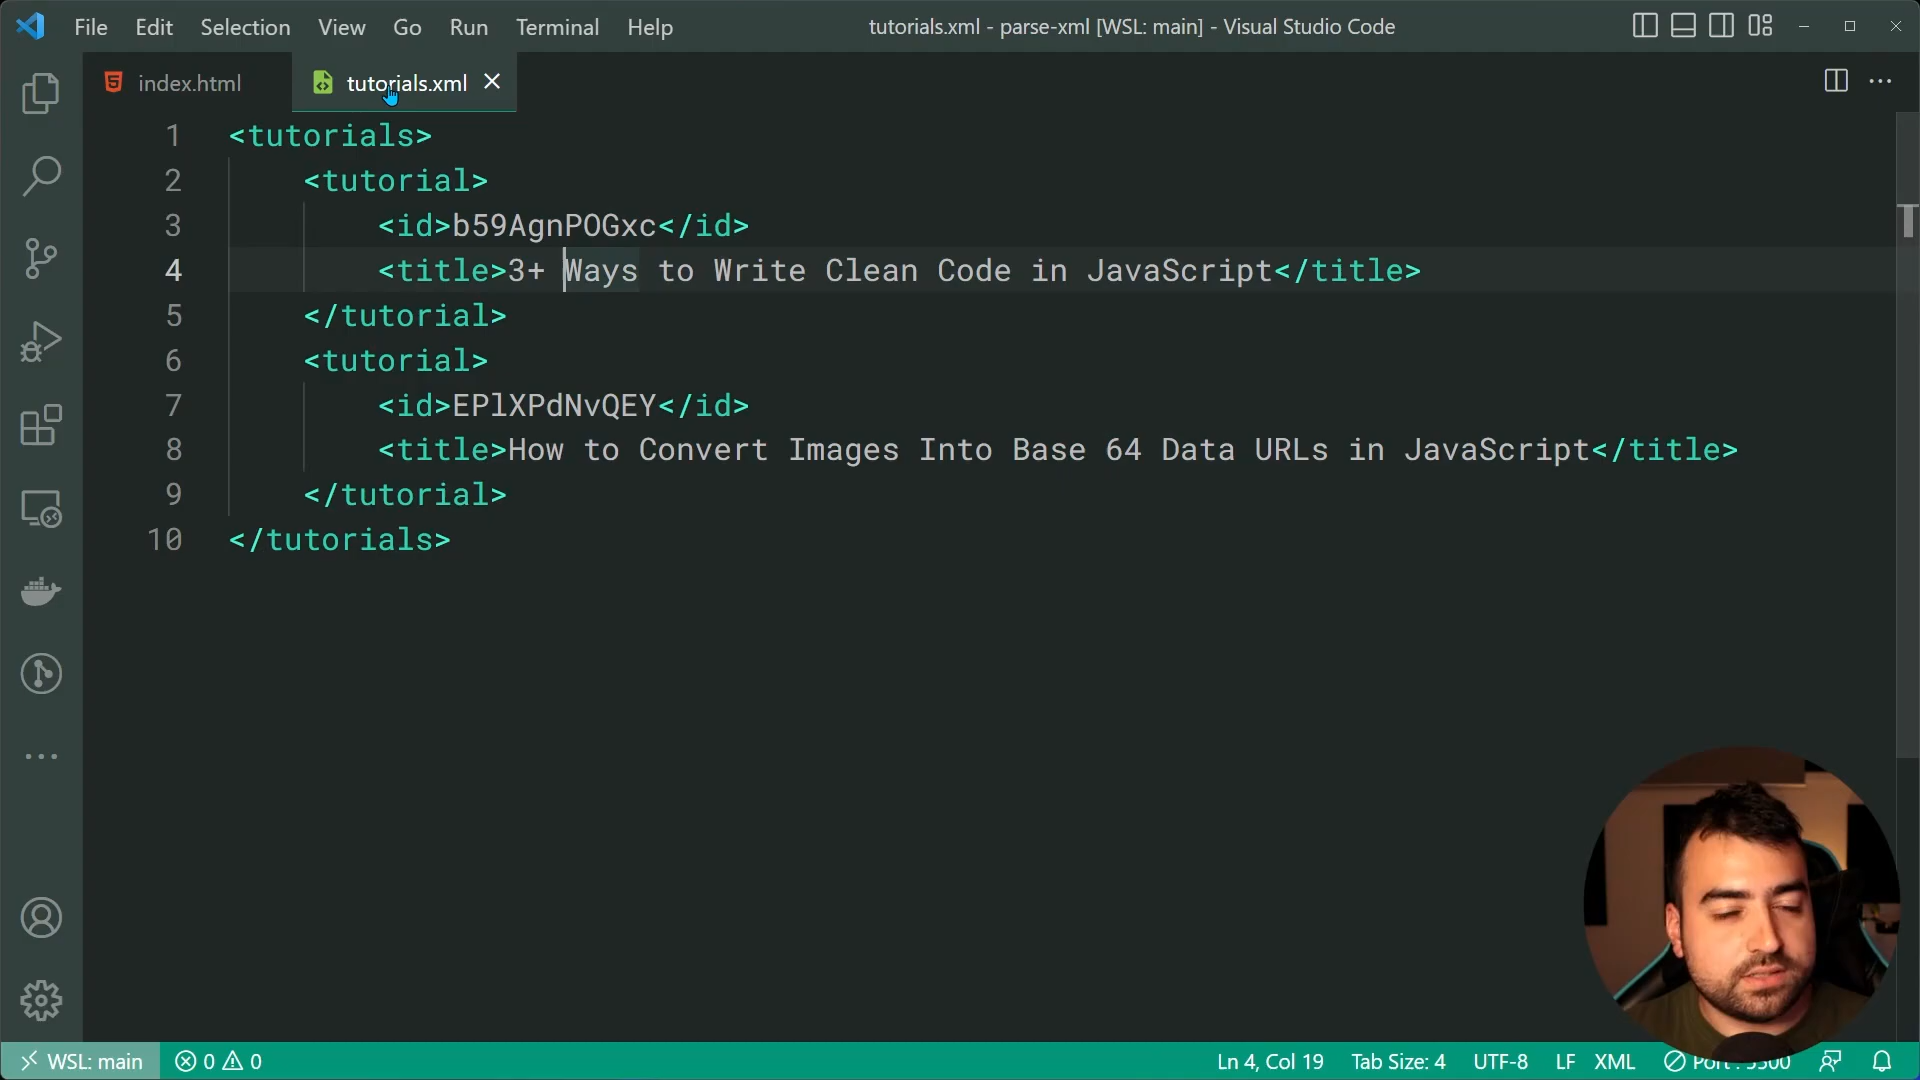 File Edit Selection View Go Run Terminal Help tutorials.xml - parse-xml [WSL: main] - Visual Studio Code
index.html tutorials.xml
1 <tutorials>
2 <tutorial>
3 <id>b59AgnPOGxc</id>
4 <title>3+ Ways to Write Clean Code in JavaScript</title>
5 </tutorial>
6 <tutorial>
7 <id>EPlXPdNvQEY</id>
8 <title>How to Convert Images Into Base 64 Data URLs in JavaScript</title>
9 </tutorial>
10 </tutorials>
WSL: main 0 0 Ln 4, Col 19 Tab Size: 4 UTF-8 LF XML Port : 5500